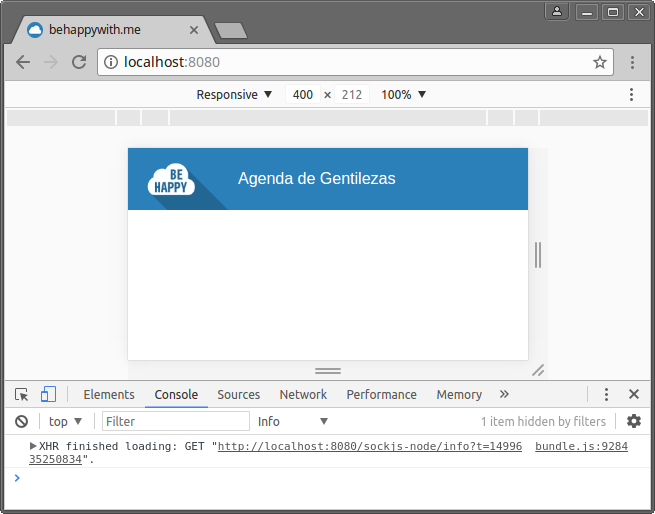 behappywith.me
localhost:8080
Responsive 400 × 212 100%
BE
HAPPY
Agenda de Gentilezas
Elements Console Sources Network Performance Memory »
top Filter Info 1 item hidden by filters
XHR finished loading: GET "http://localhost:8080/sockjs-node/info?t=14996 bundle.js:9284
35250834".